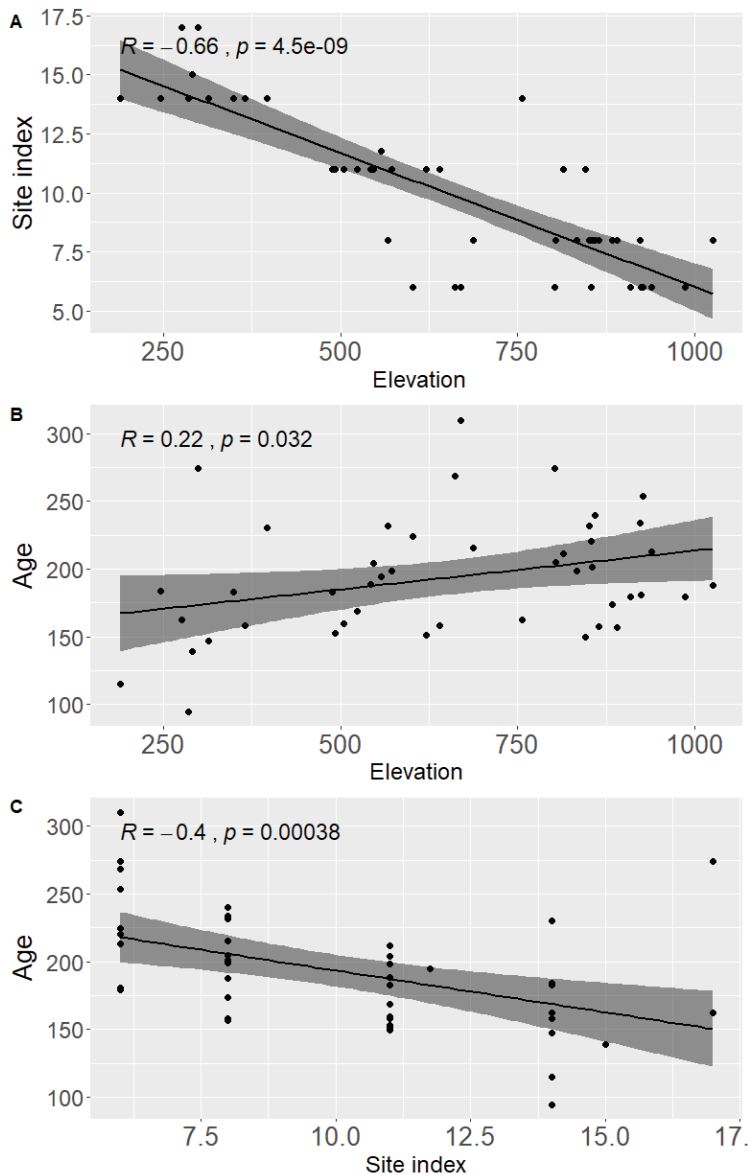 A
17.5
15.0
12.5
10.0
7.5
5.0
Site index
R = −0.66 , p = 4.5e-09
250 500 750 1000
Elevation
B
300
250
200
150
100
Age
R = 0.22 , p = 0.032
250 500 750 1000
Elevation
C
300
250
200
150
100
Age
R = −0.4 , p = 0.00038
7.5 10.0 12.5 15.0 17.
Site index